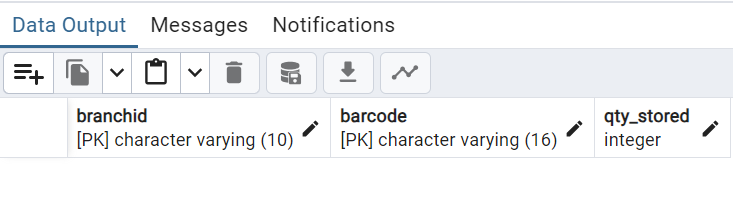 Data Output Messages Notifications
branchid barcode qty_stored
[PK] character varying (10) [PK] character varying (16) integer